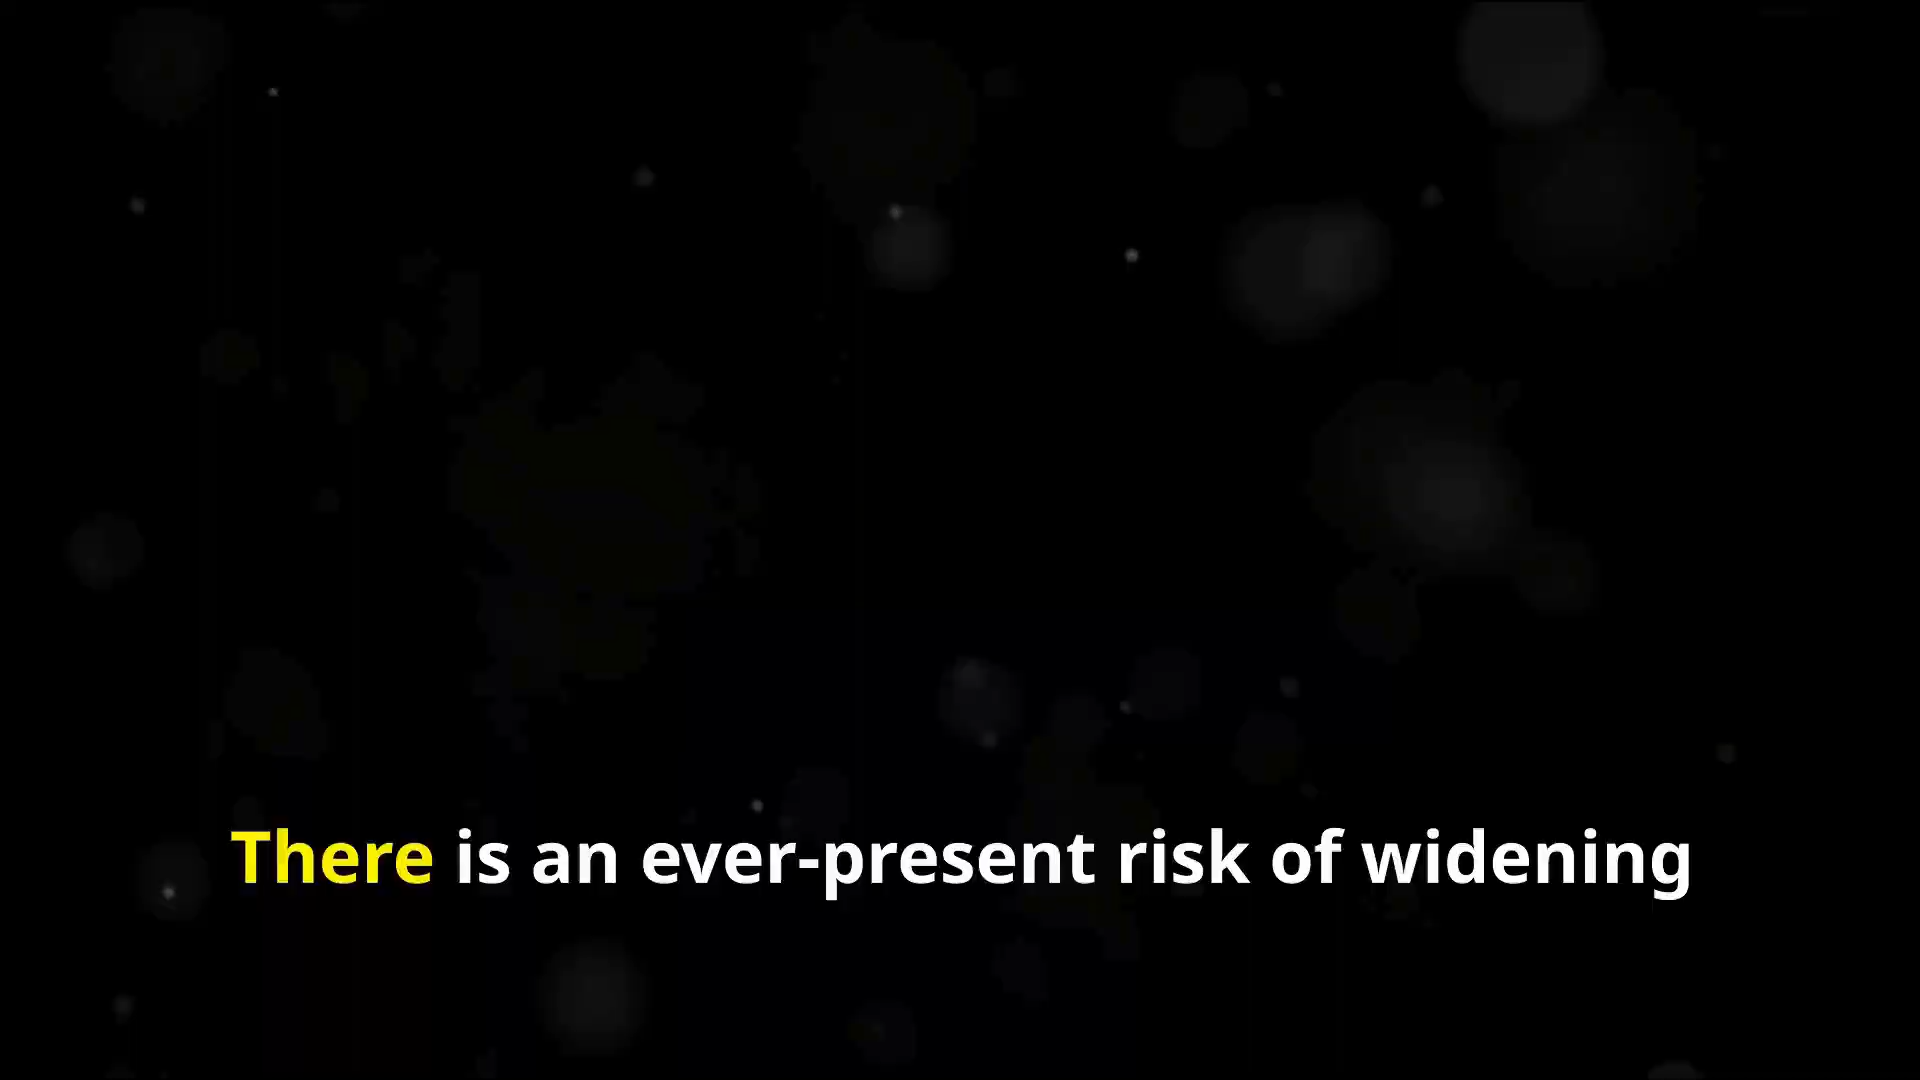 There is an ever-present risk of widening